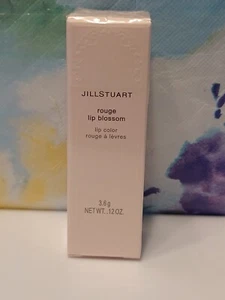 JILLSTUART
rouge
lip blossom
lip color
rouge à lèvres
3.6 g
NET WT. .12 OZ.